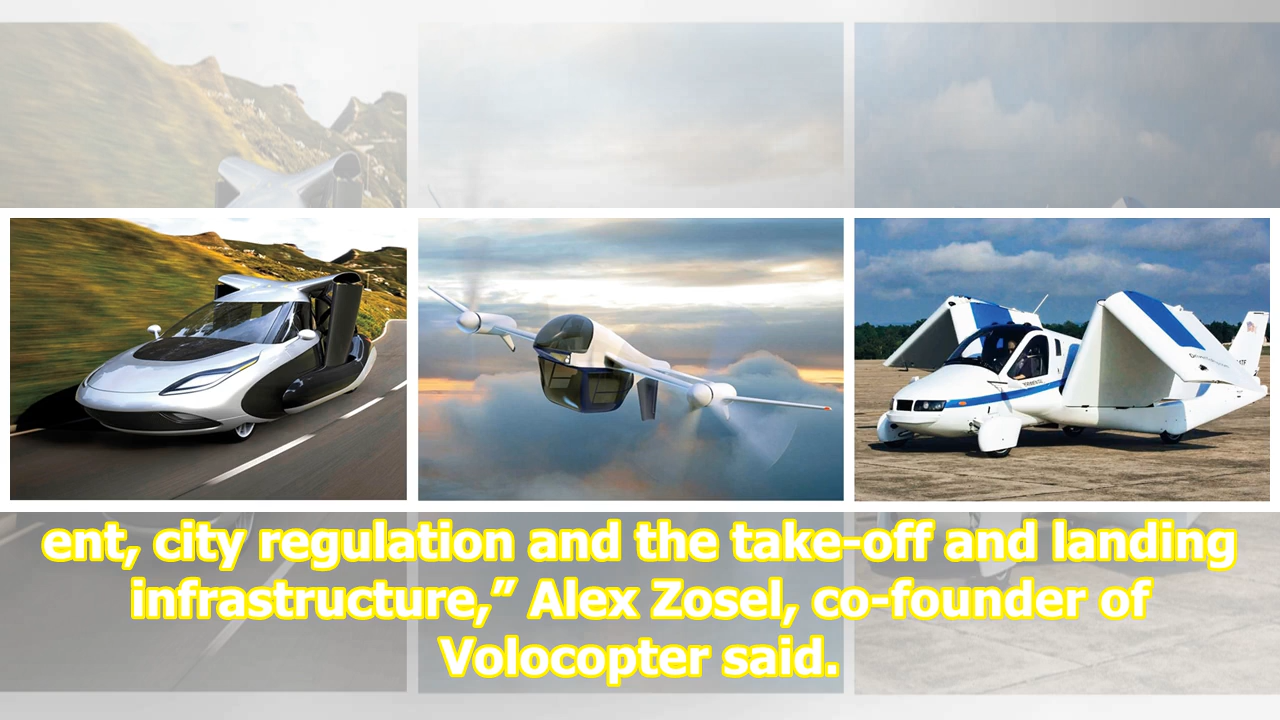 ent, city regulation and the take-off and landing
infrastructure,” Alex Zosel, co-founder of
Volocopter said.